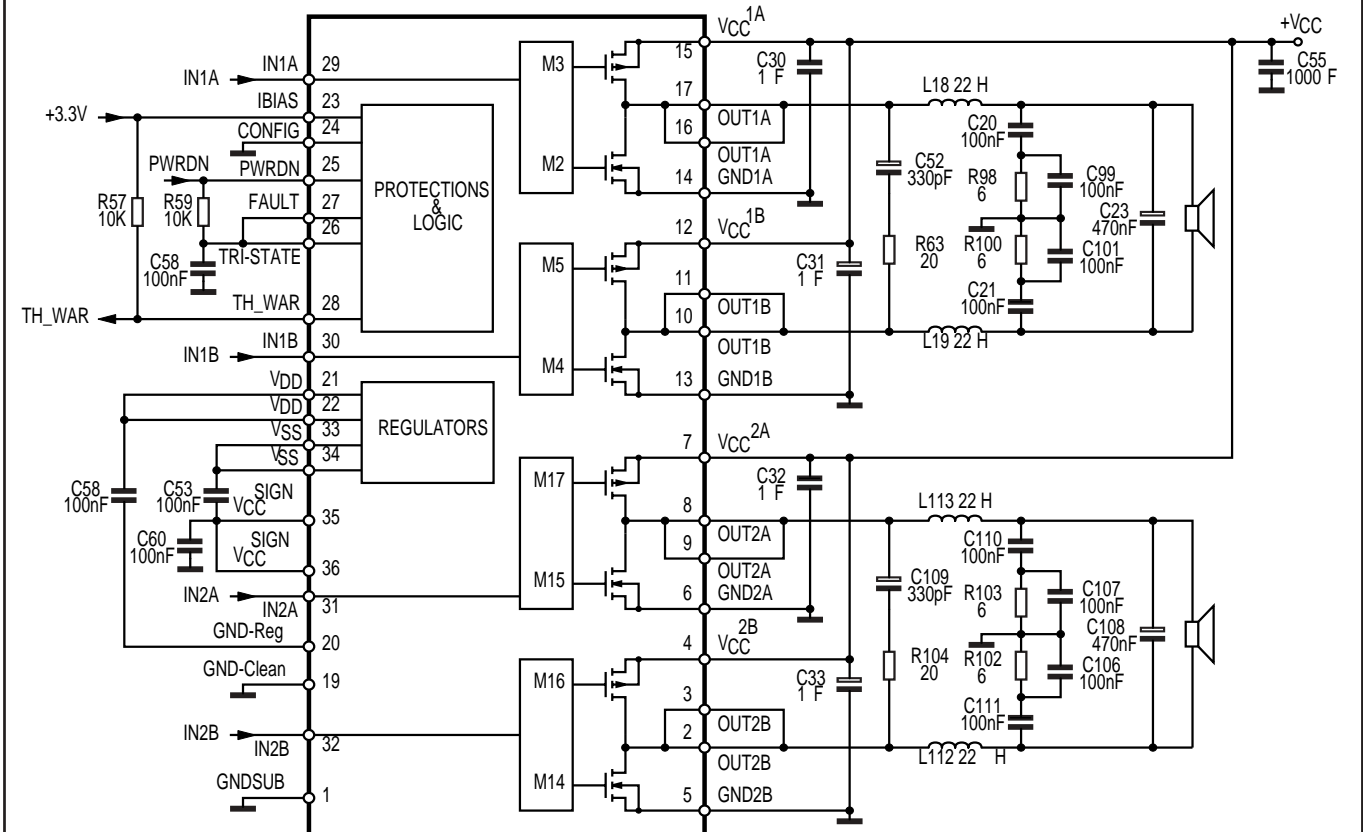 VCC1A
+VCC
15
C30
1 F
C55
1000 F
M3
IN1A
IN1A
29
17
L18 22 H
IBIAS
23
+3.3V
OUT1A
C20
100nF
CONFIG
24
16
OUT1A
PWRDN
PWRDN
25
M2
14
GND1A
C52
330pF
R98
6
C99
100nF
R57
10K
R59
10K
FAULT
27
PROTECTIONS
&
LOGIC
C23
470nF
12
VCC1B
26
TRI-STATE
R63
20
R100
6
C101
100nF
C58
100nF
M5
C31
1 F
11
OUT1B
C21
100nF
TH_WAR
TH_WAR
28
10
OUT1B
L19 22 H
IN1B
IN1B
30
M4
13
GND1B
VDD
21
VDD
22
VSS
33
VSS
34
REGULATORS
7
VCC2A
C32
1 F
M17
C58
100nF
C53
100nF
SIGN
VCC
35
8
OUT2A
L113 22 H
C60
100nF
SIGN
VCC
36
9
OUT2A
C110
100nF
M15
6
GND2A
C109
330pF
R103
6
C107
100nF
IN2A
IN2A
31
C108
470nF
GND-Reg
20
4
VCC2B
R104
20
R102
6
C106
100nF
GND-Clean
19
M16
C33
1 F
3
OUT2B
C111
100nF
IN2B
IN2B
32
2
OUT2B
L112 22 H
GNDSUB
1
M14
5
GND2B